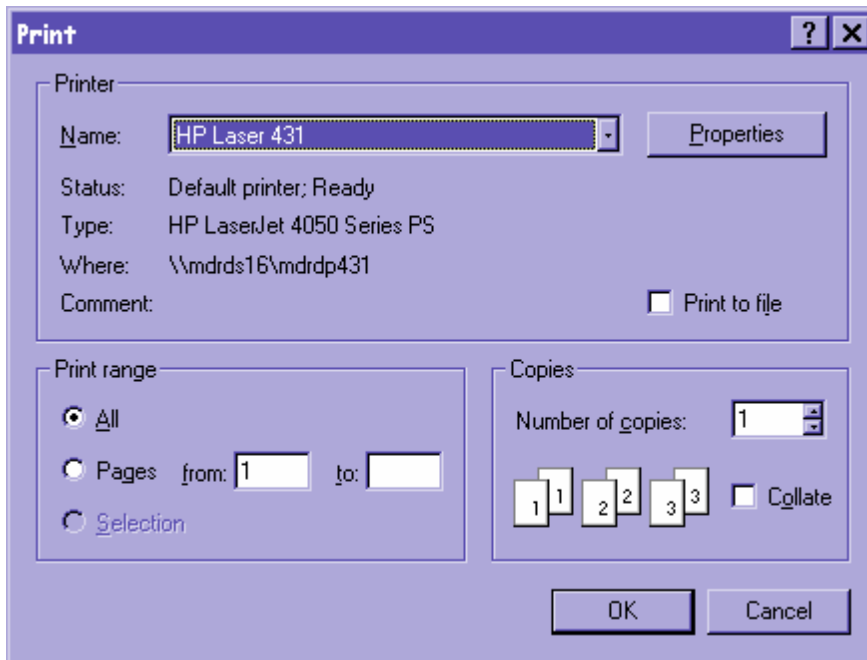 Print
Printer
Name: HP Laser 431 Properties
Status: Default printer; Ready
Type: HP LaserJet 4050 Series PS
Where: \\mdrds16\mdrdp431
Comment: Print to file
Print range
All
Pages from: 1 to:
Selection
Copies
Number of copies: 1
1 1 2 2 3 3 Collate
OK Cancel